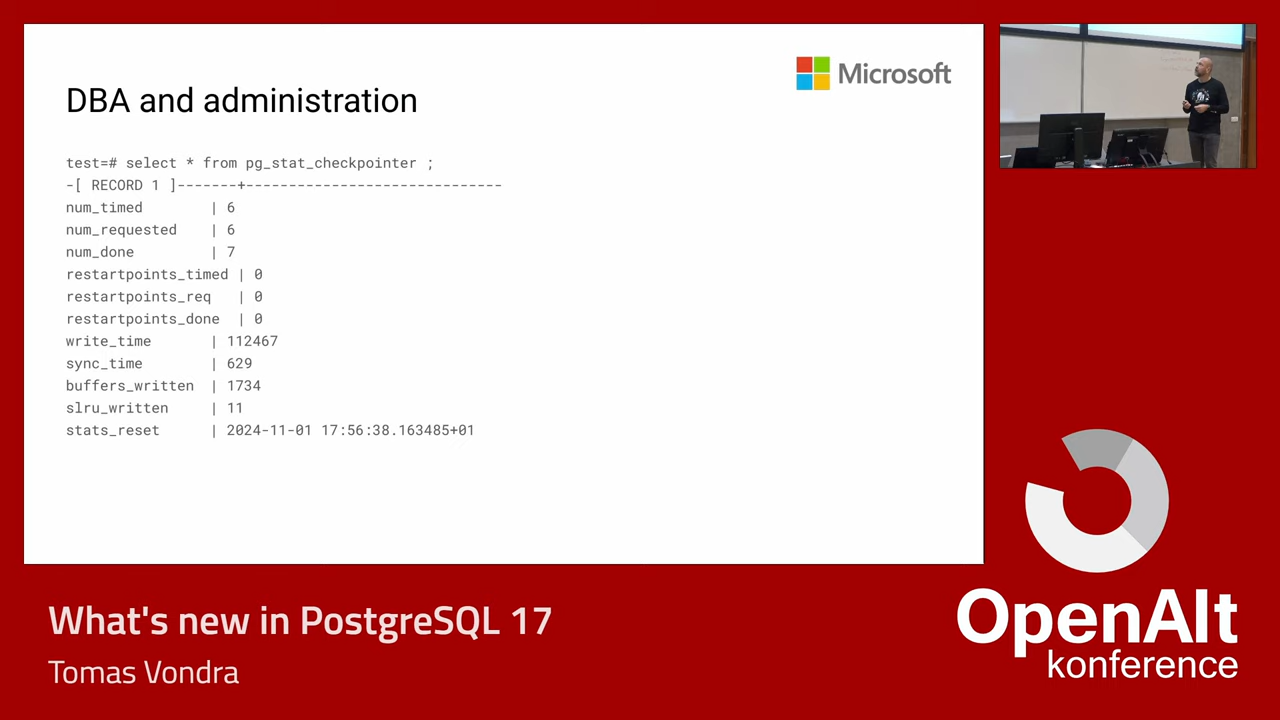 Microsoft
DBA and administration
test=# select * from pg_stat_checkpointer ;
-[ RECORD 1 ]-------+------------------------------
num_timed        | 6
num_requested    | 6
num_done         | 7
restartpoints_timed | 0
restartpoints_req   | 0
restartpoints_done  | 0
write_time       | 112467
sync_time        | 629
buffers_written  | 1734
slru_written     | 11
stats_reset      | 2024-11-01 17:56:38.163485+01
What's new in PostgreSQL 17
Tomas Vondra
OpenAlt
konference